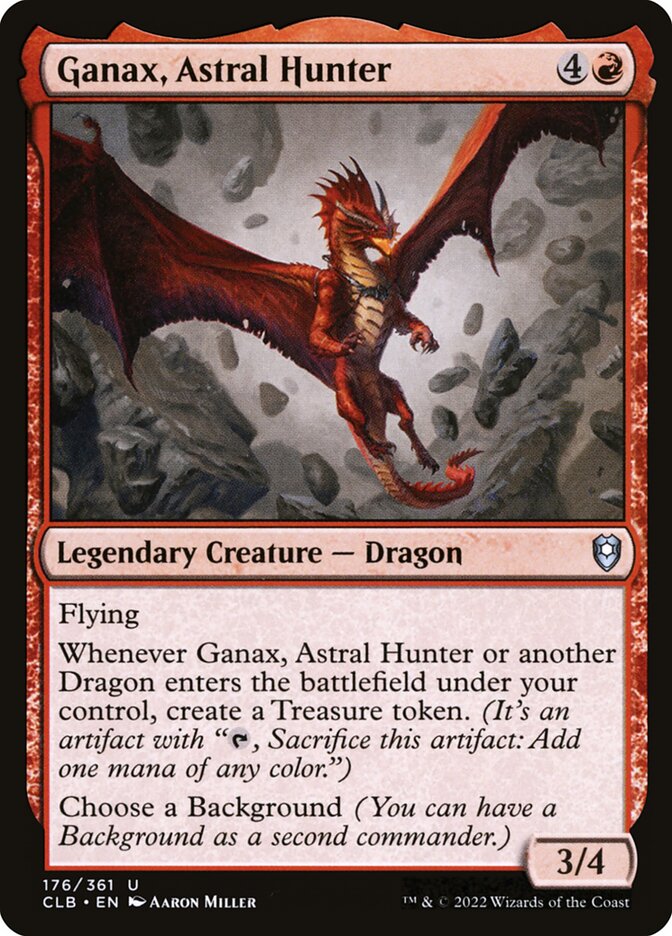 Ganax, Astral Hunter 4
Legendary Creature — Dragon
Flying
Whenever Ganax, Astral Hunter or another
Dragon enters the battlefield under your
control, create a Treasure token. (It's an
artifact with “, Sacrifice this artifact: Add
one mana of any color.”)
Choose a Background (You can have a
Background as a second commander.)
3/4
176/361 U
CLB • EN Aaron Miller
™ & © 2022 Wizards of the Coast